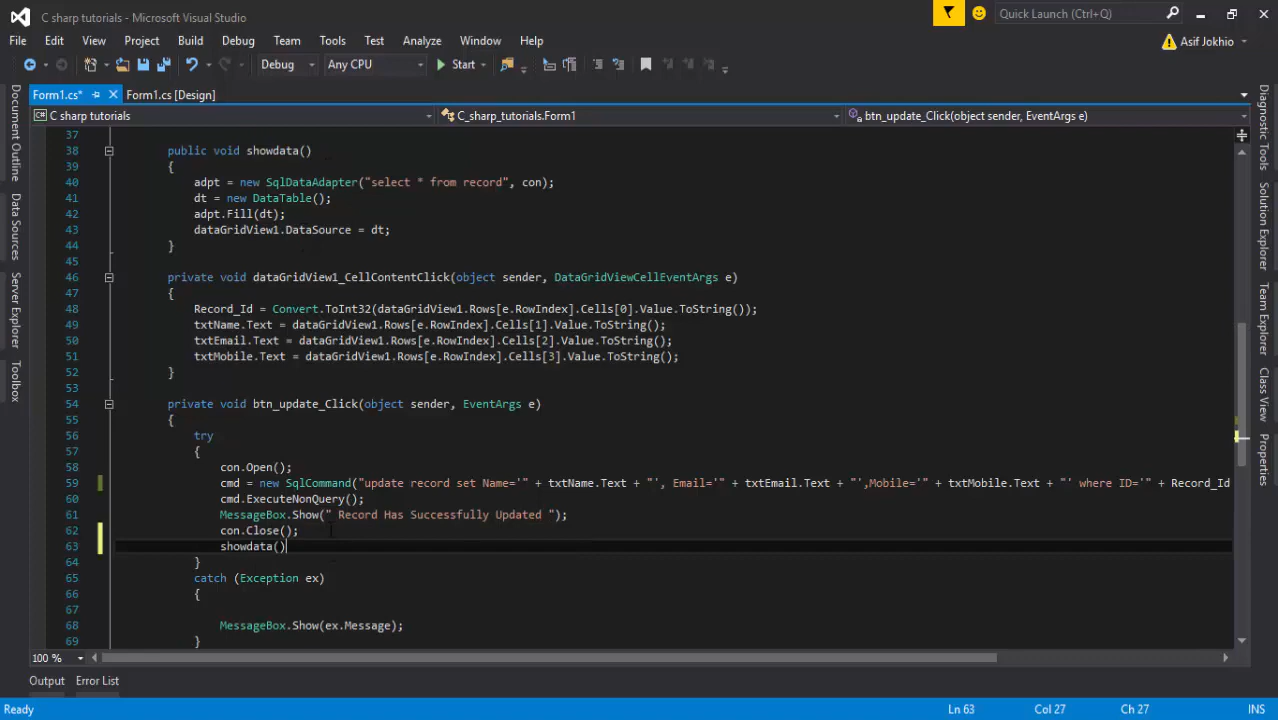 C sharp tutorials - Microsoft Visual Studio
Quick Launch (Ctrl+Q)
File Edit View Project Build Debug Team Tools Test Analyze Window Help
Asif Jokhio
Debug Any CPU Start
Form1.cs* Form1.cs [Design]
C sharp tutorials C_sharp_tutorials.Form1 btn_update_Click(object sender, EventArgs e)
37
38 public void showdata()
39 {
40 adpt = new SqlDataAdapter("select * from record", con);
41 dt = new DataTable();
42 adpt.Fill(dt);
43 dataGridView1.DataSource = dt;
44 }
45
46 private void dataGridView1_CellContentClick(object sender, DataGridViewCellEventArgs e)
47 {
48 Record_Id = Convert.ToInt32(dataGridView1.Rows[e.RowIndex].Cells[0].Value.ToString());
49 txtName.Text = dataGridView1.Rows[e.RowIndex].Cells[1].Value.ToString();
50 txtEmail.Text = dataGridView1.Rows[e.RowIndex].Cells[2].Value.ToString();
51 txtMobile.Text = dataGridView1.Rows[e.RowIndex].Cells[3].Value.ToString();
52 }
53
54 private void btn_update_Click(object sender, EventArgs e)
55 {
56 try
57 {
58 con.Open();
59 cmd = new SqlCommand("update record set Name='" + txtName.Text + "', Email='" + txtEmail.Text + "',Mobile='" + txtMobile.Text + "' where ID='" + Record_Id
60 cmd.ExecuteNonQuery();
61 MessageBox.Show(" Record Has Successfully Updated ");
62 con.Close();
63 showdata()
64 }
65 catch (Exception ex)
66 {
67
68 MessageBox.Show(ex.Message);
69 }
100 %
Document Outline
Data Sources
Server Explorer
Toolbox
Diagnostic Tools
Solution Explorer
Team Explorer
Class View
Properties
Output Error List
Ready Ln 63 Col 27 Ch 27 INS